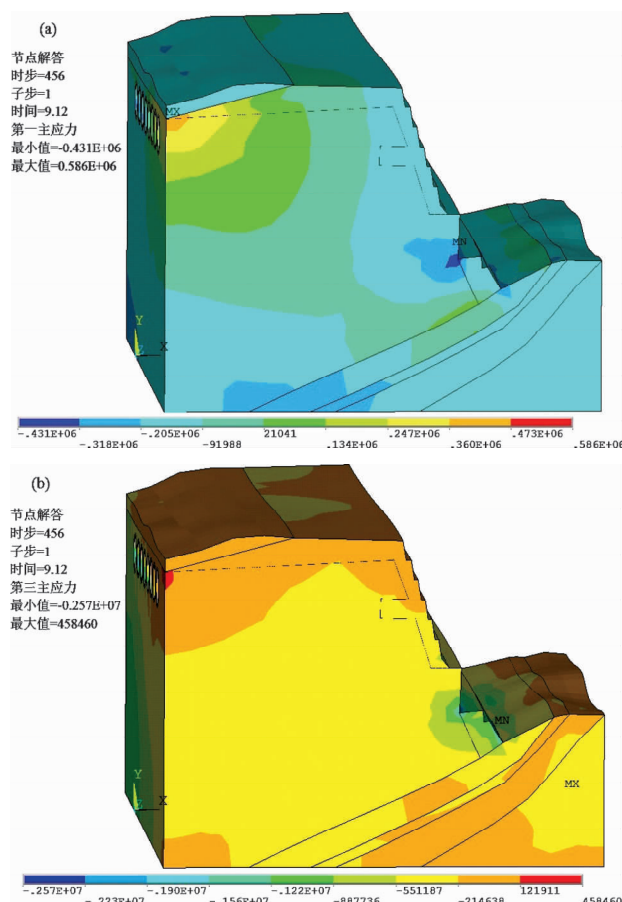 (a)
节点解答
时步=456
子步=1
时间=9.12
第一主应力
最小值=-0.431E+06
最大值=0.586E+06
MX
MN
Y
Z X
-.431E+06 -.205E+06 21041 .247E+06 .473E+06
-.318E+06 -91988 .134E+06 .360E+06 .586E+06
(b)
节点解答
时步=456
子步=1
时间=9.12
第三主应力
最小值=-0.257E+07
最大值=458460
MN
MX
Y
Z X
-.257E+07 -.190E+07 -.122E+07 -551187 121911
-.223E+07 -.156E+07 -887736 -214638 458460